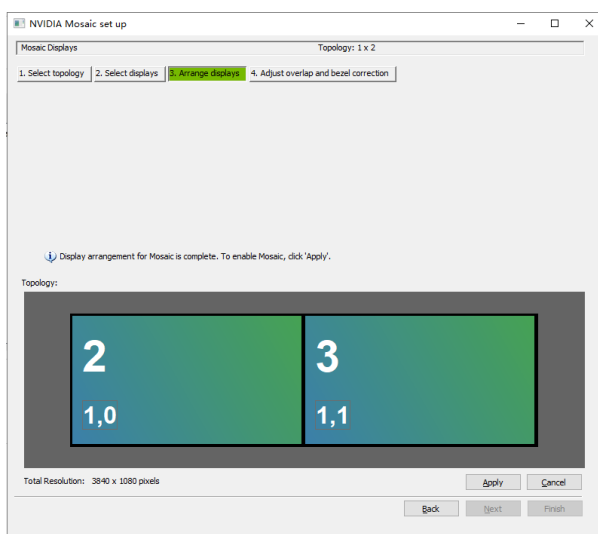 NVIDIA Mosaic set up
Mosaic Displays Topology: 1 x 2
1. Select topology 2. Select displays 3. Arrange displays 4. Adjust overlap and bezel correction
Display arrangement for Mosaic is complete. To enable Mosaic, click 'Apply'.
Topology:
2 3
1,0 1,1
Total Resolution: 3840 x 1080 pixels Apply Cancel
Back Next Finish